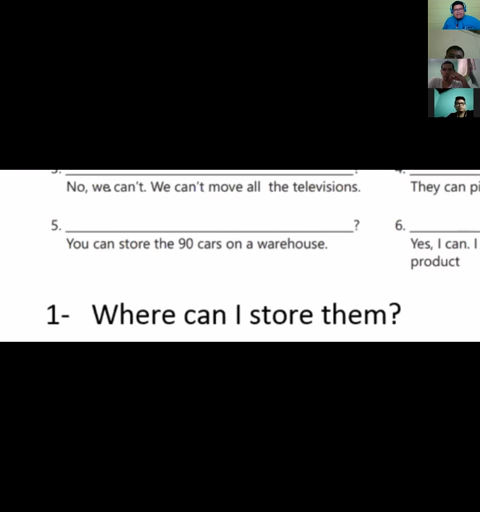 No, we can't. We can't move all the televisions.
They can pi
5. ?
6.
You can store the 90 cars on a warehouse.
Yes, I can. I
product
1- Where can I store them?